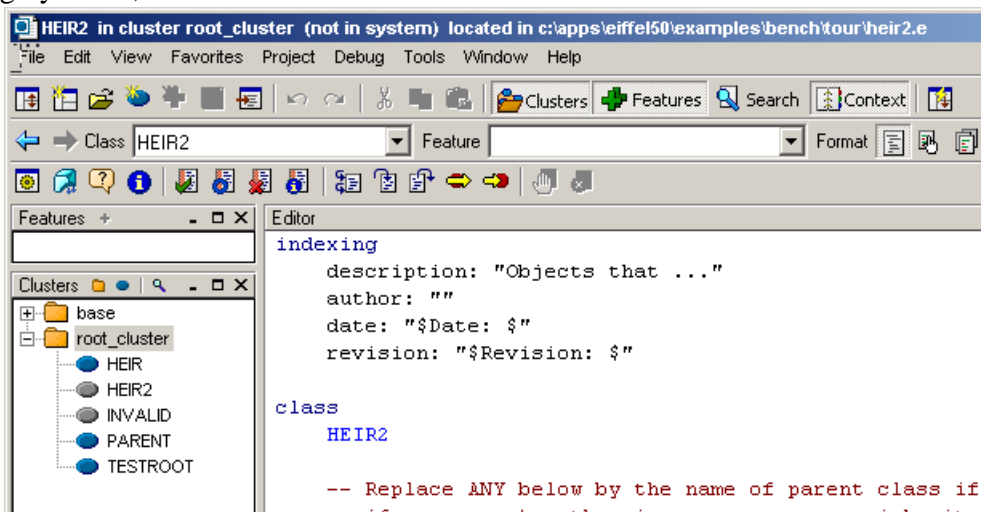 HEIR2 in cluster root_cluster (not in system) located in c:\apps\eiffel50\examples\bench\tour\heir2.e
File Edit View Favorites Project Debug Tools Window Help
Clusters Features Search Context
Class HEIR2 Feature Format
Features
Editor
indexing
description: "Objects that ..."
author: ""
date: "$Date: $"
revision: "$Revision: $"
class
HEIR2
-- Replace ANY below by the name of parent class if
Clusters
base
root_cluster
HEIR
HEIR2
INVALID
PARENT
TESTROOT